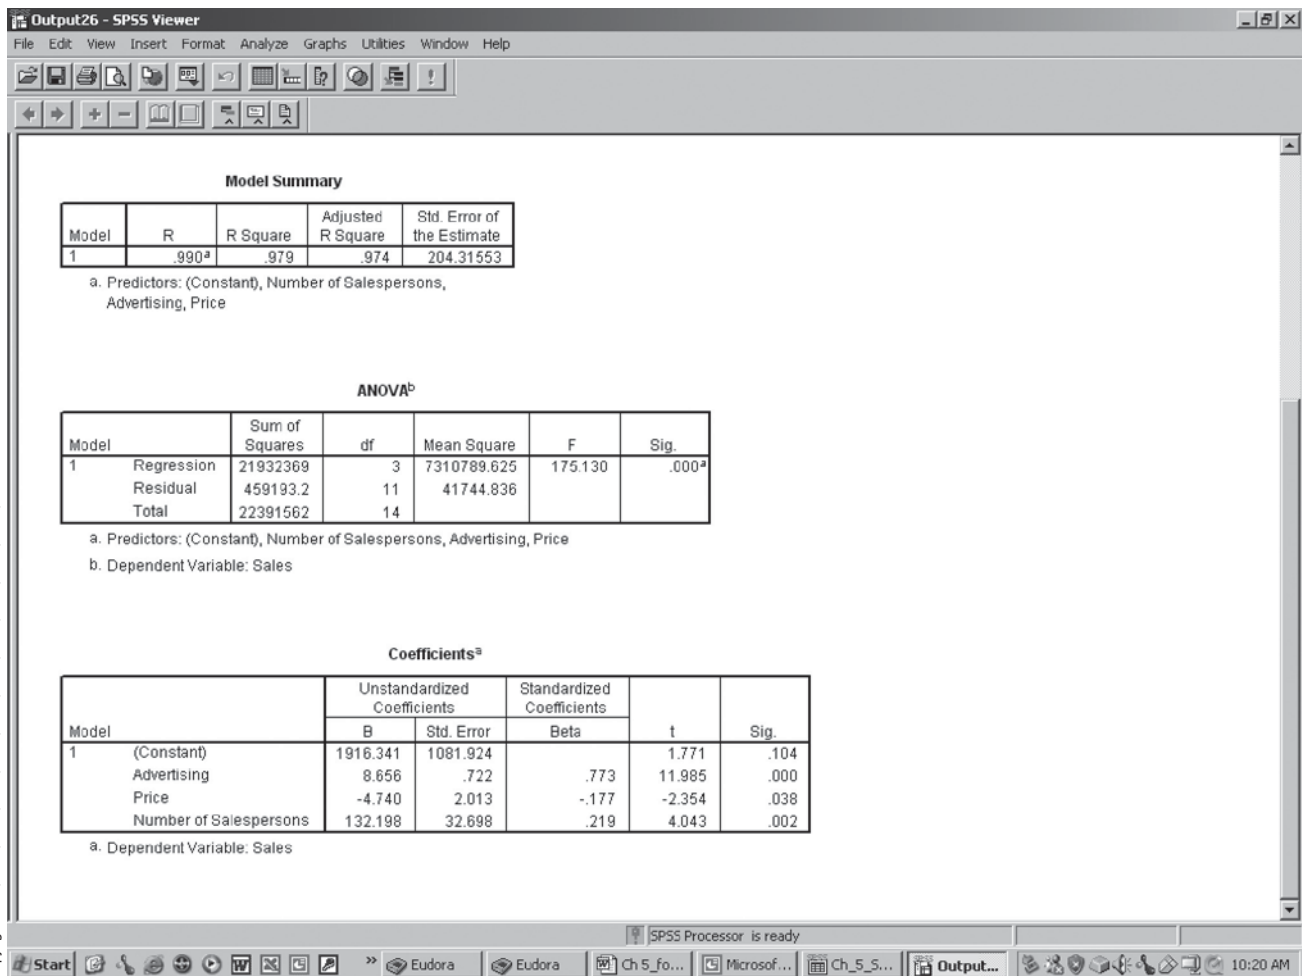 Output26 - SPSS Viewer
File Edit View Insert Format Analyze Graphs Utilities Window Help
Model Summary
Model R R Square Adjusted R Square Std. Error of the Estimate
1 .990a .979 .974 204.31553
a. Predictors: (Constant), Number of Salespersons,
Advertising, Price
ANOVAb
Model Sum of Squares df Mean Square F Sig.
1 Regression 21932369 3 7310789.625 175.130 .000a
Residual 459193.2 11 41744.836
Total 22391562 14
a. Predictors: (Constant), Number of Salespersons, Advertising, Price
b. Dependent Variable: Sales
Coefficientsa
Unstandardized Coefficients Standardized Coefficients
Model B Std. Error Beta t Sig.
1 (Constant) 1916.341 1081.924 1.771 .104
Advertising 8.656 .722 .773 11.985 .000
Price -4.740 2.013 -.177 -2.354 .038
Number of Salespersons 132.198 32.698 .219 4.043 .002
a. Dependent Variable: Sales
SPSS Processor is ready
Start » Eudora Eudora Ch 5_fo... Microsof... Ch_5_S... Output... 10:20 AM